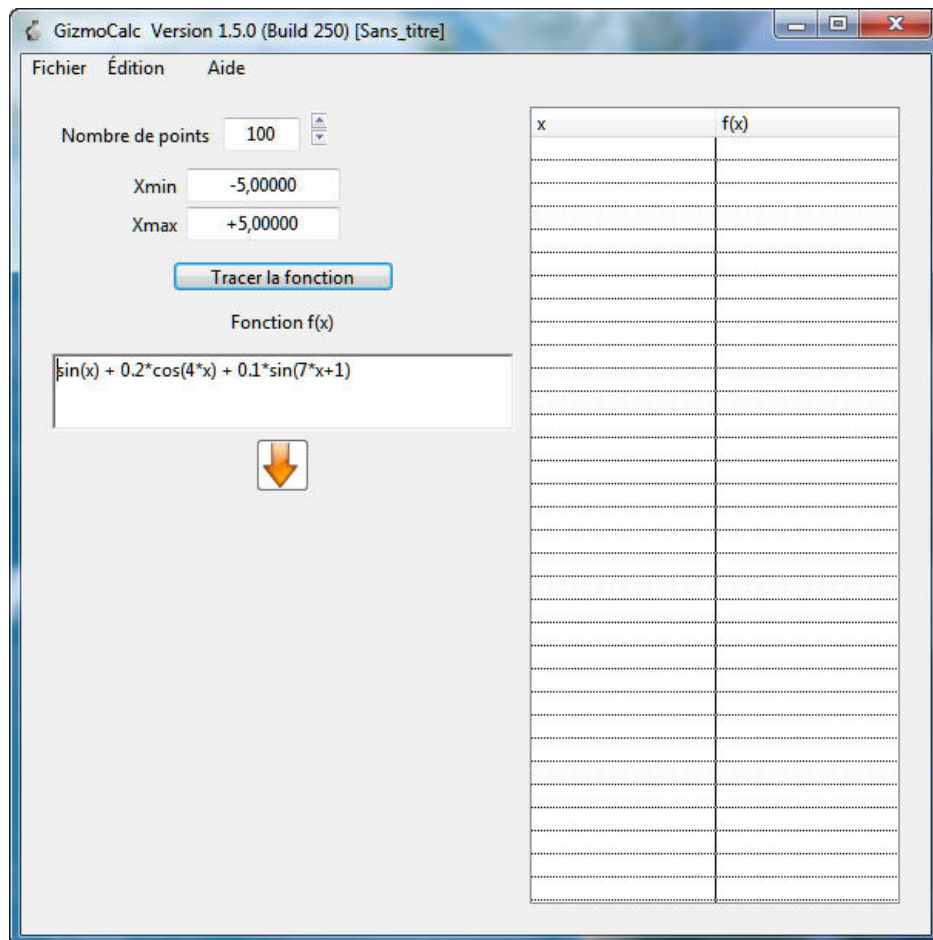 GizmoCalc Version 1.5.0 (Build 250) [Sans_titre]
Fichier Édition Aide
Nombre de points 100
Xmin -5,00000
Xmax +5,00000
Tracer la fonction
Fonction f(x)
sin(x) + 0.2*cos(4*x) + 0.1*sin(7*x+1)
x f(x)